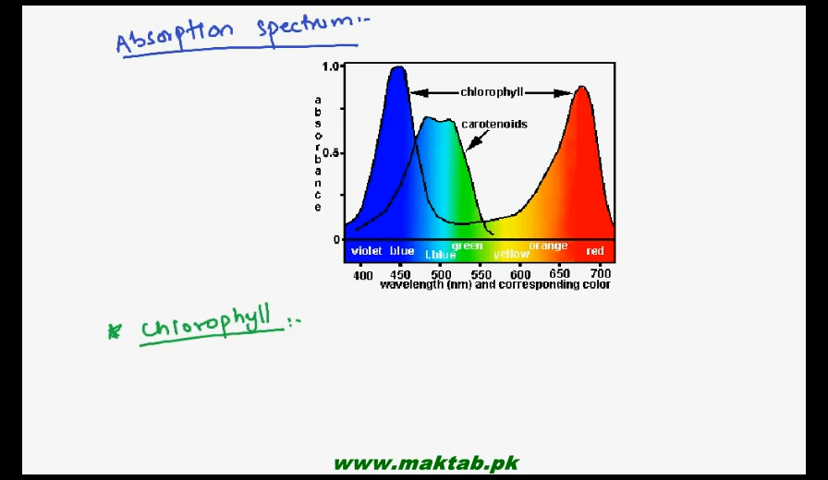 Absorption spectrum:-
1.0
chlorophyll
absorbance
carotenoids
0.5
0
violet blue l.blue green yellow orange red
400 450 500 550 600 650 700
wavelength (nm) and corresponding color
* Chlorophyll :-
www.maktab.pk